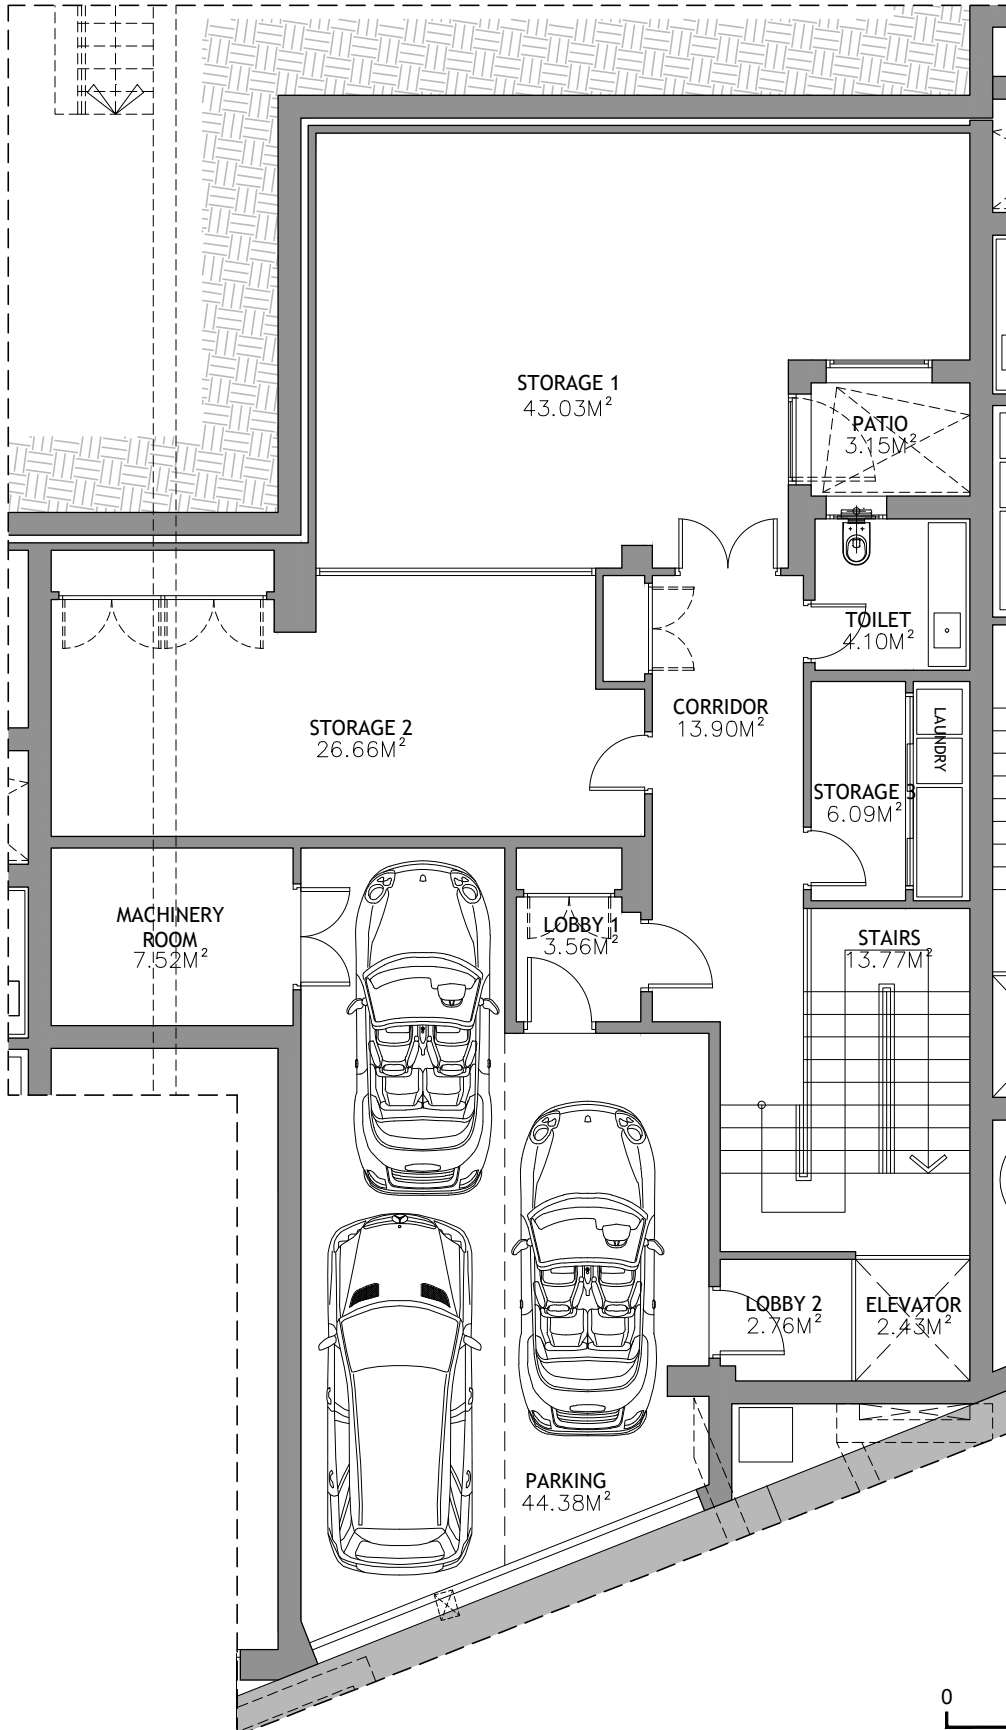 STORAGE 1
43.03M²
PATIO
3.15M²
TOILET
4.10M²
CORRIDOR
13.90M²
STORAGE 2
26.66M²
LAUNDRY
STORAGE 3
6.09M²
MACHINERY
ROOM
7.52M²
LOBBY 1
3.56M²
STAIRS
13.77M²
LOBBY 2
2.76M²
ELEVATOR
2.43M²
PARKING
44.38M²
0